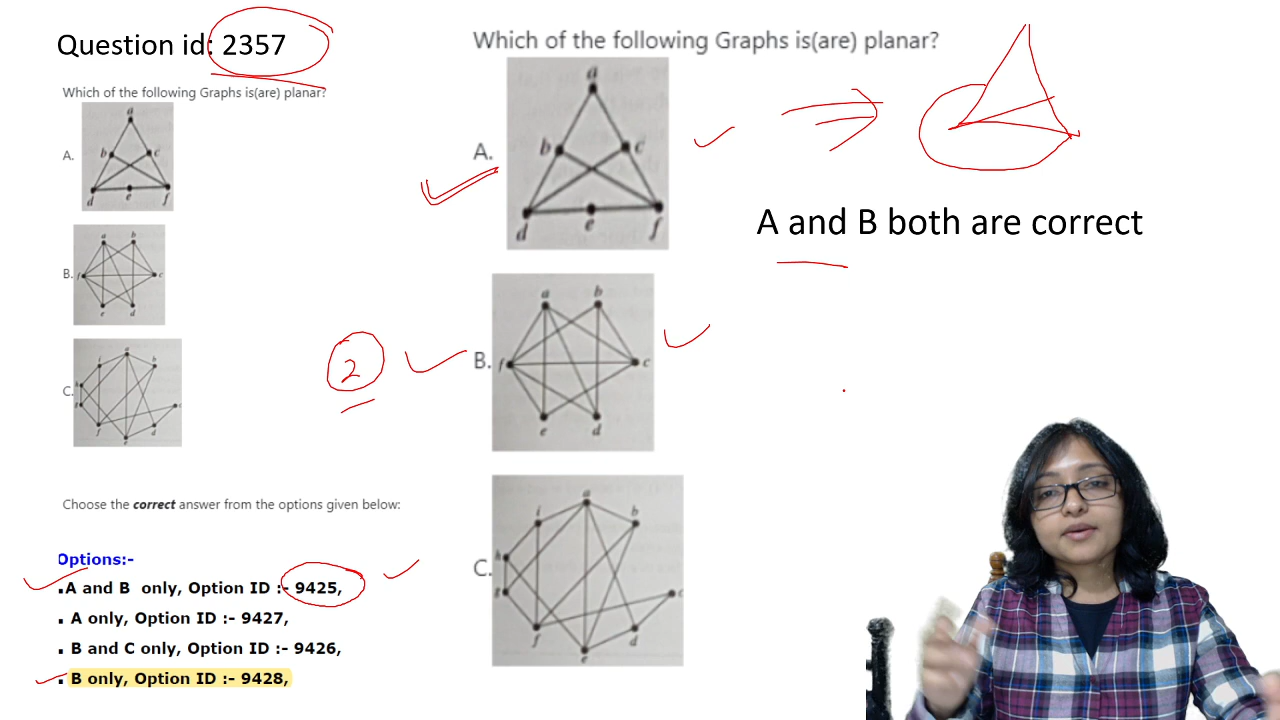 Question id: 2357
Which of the following Graphs is(are) planar?
A.
a
b
c
d
e
f
B.
a
b
f
c
e
d
C.
a
i
b
h
g
f
e
d
c
Choose the correct answer from the options given below:
Options:-
A and B only, Option ID :- 9425,
A only, Option ID :- 9427,
B and C only, Option ID :- 9426,
B only, Option ID :- 9428,
Which of the following Graphs is(are) planar?
A.
a
b
c
d
e
f
2
B.
a
b
f
c
e
d
C.
a
i
b
h
g
c
f
d
e
A and B both are correct